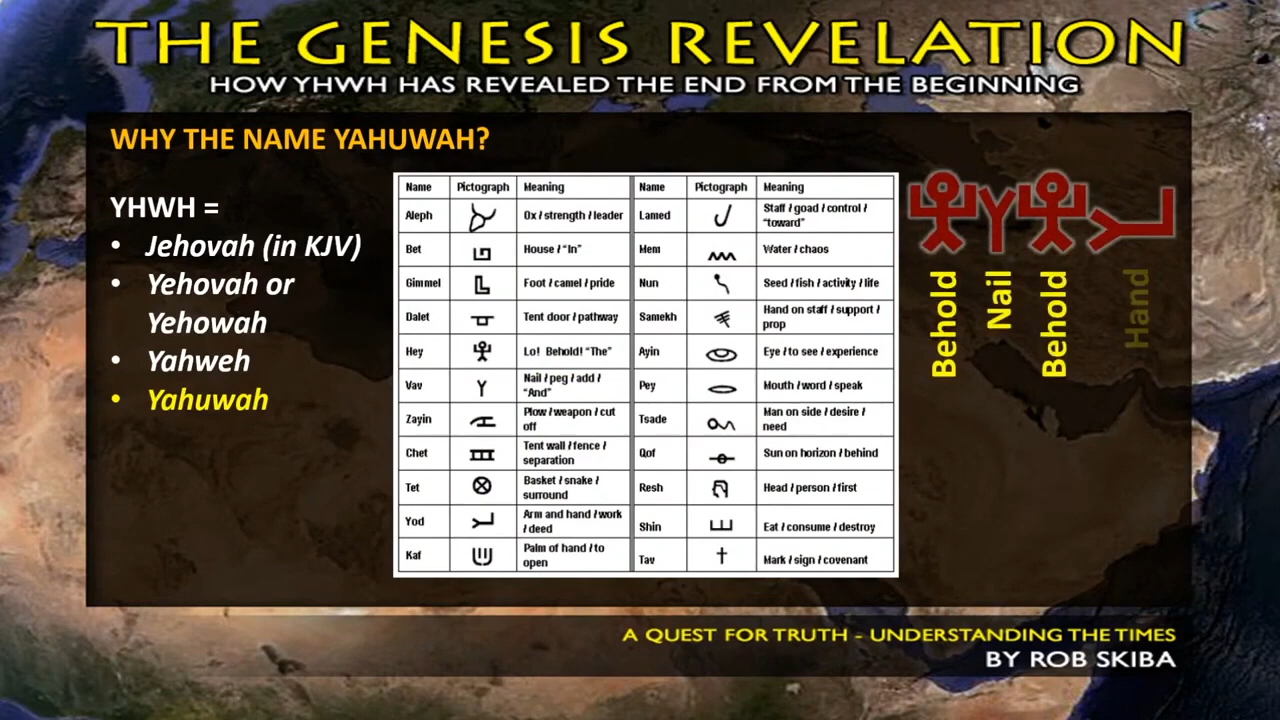 THE GENESIS REVELATION
HOW YHWH HAS REVEALED THE END FROM THE BEGINNING
WHY THE NAME YAHUWAH?
YHWH =
• Jehovah (in KJV)
• Yehovah or
Yehowah
• Yahweh
• Yahuwah
Name Pictograph Meaning Name Pictograph Meaning
Aleph Ox / strength / leader Lamed Staff / goad / control / "toward"
Bet House / "In" Mem Water / chaos
Gimmel Foot / camel / pride Nun Seed / fish / activity / life
Dalet Tent door / pathway Samekh Hand on staff / support / prop
Hey Lo! Behold! "The" Ayin Eye / to see / experience
Vav Nail / peg / add / "And" Pey Mouth / word / speak
Zayin Plow / weapon / cut off Tsade Man on side / desire / need
Chet Tent wall / fence / separation Qof Sun on horizon / behind
Tet Basket / snake / surround Resh Head / person / first
Yod Arm and hand / work / deed Shin Eat / consume / destroy
Kaf Palm of hand / to open Tav Mark / sign / covenant
Behold
Nail
Behold
Hand
A QUEST FOR TRUTH - UNDERSTANDING THE TIMES
BY ROB SKIBA